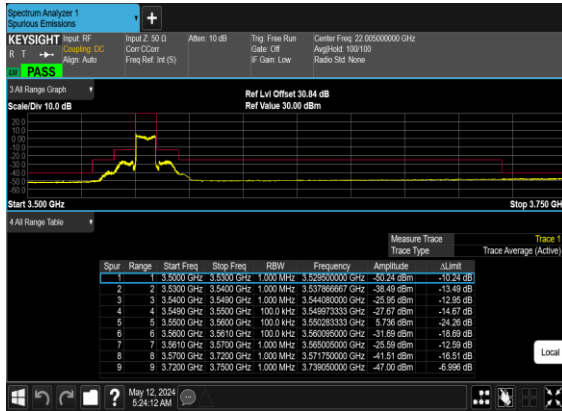 Spectrum Analyzer 1
Spurious Emissions
+
KEYSIGHT Input: RF Input Z: 50 Ω Atten: 10 dB Trig: Free Run Center Freq: 22.005000000 GHz
R T Coupling: DC Corr CCorr Gate: Off Avg|Hold: 100/100
Align: Auto Freq Ref: Int (S) IF Gain: Low Radio Std: None
LXI PASS
3 All Range Graph
Ref Lvl Offset 30.84 dB
Scale/Div 10.0 dB Ref Value 30.00 dBm
20.0
10.0
0.00
-10.0
-20.0
-30.0
-40.0
-50.0
-60.0
Start 3.500 GHz Stop 3.750 GH
4 All Range Table
Measure Trace Trace 1
Trace Type Trace Average (Active)
Spur Range Start Freq Stop Freq RBW Frequency Amplitude ΔLimit
1 1 3.5000 GHz 3.5300 GHz 1.000 MHz 3.529500000 GHz -50.24 dBm -10.24 dB
2 2 3.5300 GHz 3.5400 GHz 1.000 MHz 3.537866667 GHz -38.49 dBm -13.49 dB
3 3 3.5400 GHz 3.5490 GHz 1.000 MHz 3.544080000 GHz -25.95 dBm -12.95 dB
4 4 3.5490 GHz 3.5500 GHz 100.0 kHz 3.549973333 GHz -27.67 dBm -14.67 dB
5 5 3.5500 GHz 3.5600 GHz 100.0 kHz 3.550283333 GHz 5.736 dBm -24.26 dB
6 6 3.5600 GHz 3.5610 GHz 100.0 kHz 3.560095000 GHz -31.69 dBm -18.69 dB
7 7 3.5610 GHz 3.5700 GHz 1.000 MHz 3.565005000 GHz -25.59 dBm -12.59 dB
8 8 3.5700 GHz 3.7200 GHz 1.000 MHz 3.571750000 GHz -41.51 dBm -16.51 dB
9 9 3.7200 GHz 3.7500 GHz 1.000 MHz 3.739050000 GHz -47.00 dBm -6.996 dB
Local
? May 12, 2024
5:24:12 AM